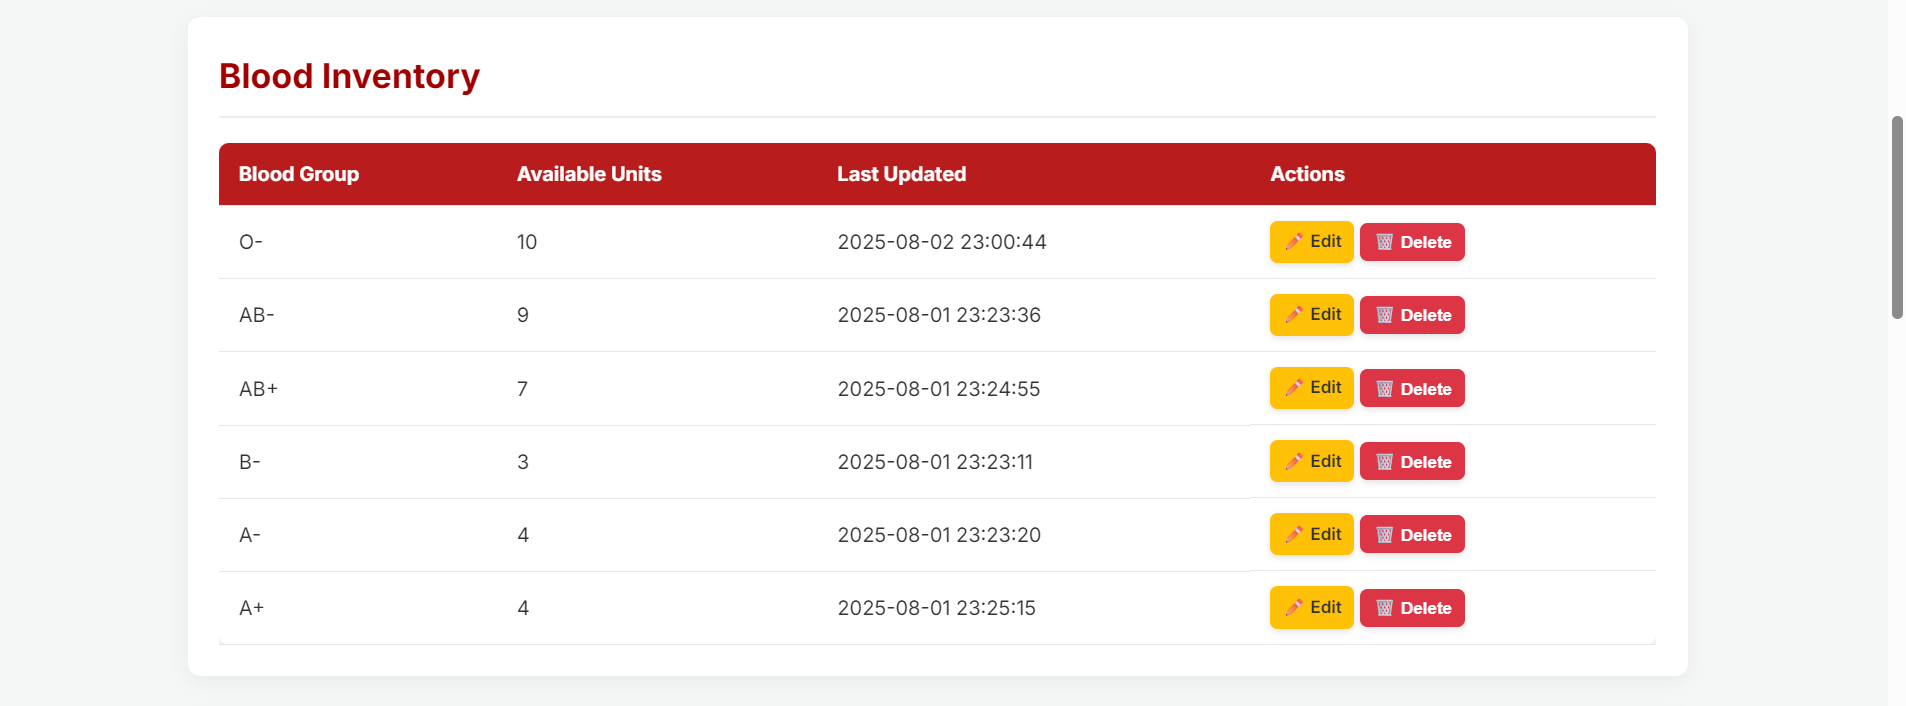 Blood Inventory
Blood Group Available Units Last Updated Actions
O- 10 2025-08-02 23:00:44 Edit Delete
AB- 9 2025-08-01 23:23:36 Edit Delete
AB+ 7 2025-08-01 23:24:55 Edit Delete
B- 3 2025-08-01 23:23:11 Edit Delete
A- 4 2025-08-01 23:23:20 Edit Delete
A+ 4 2025-08-01 23:25:15 Edit Delete